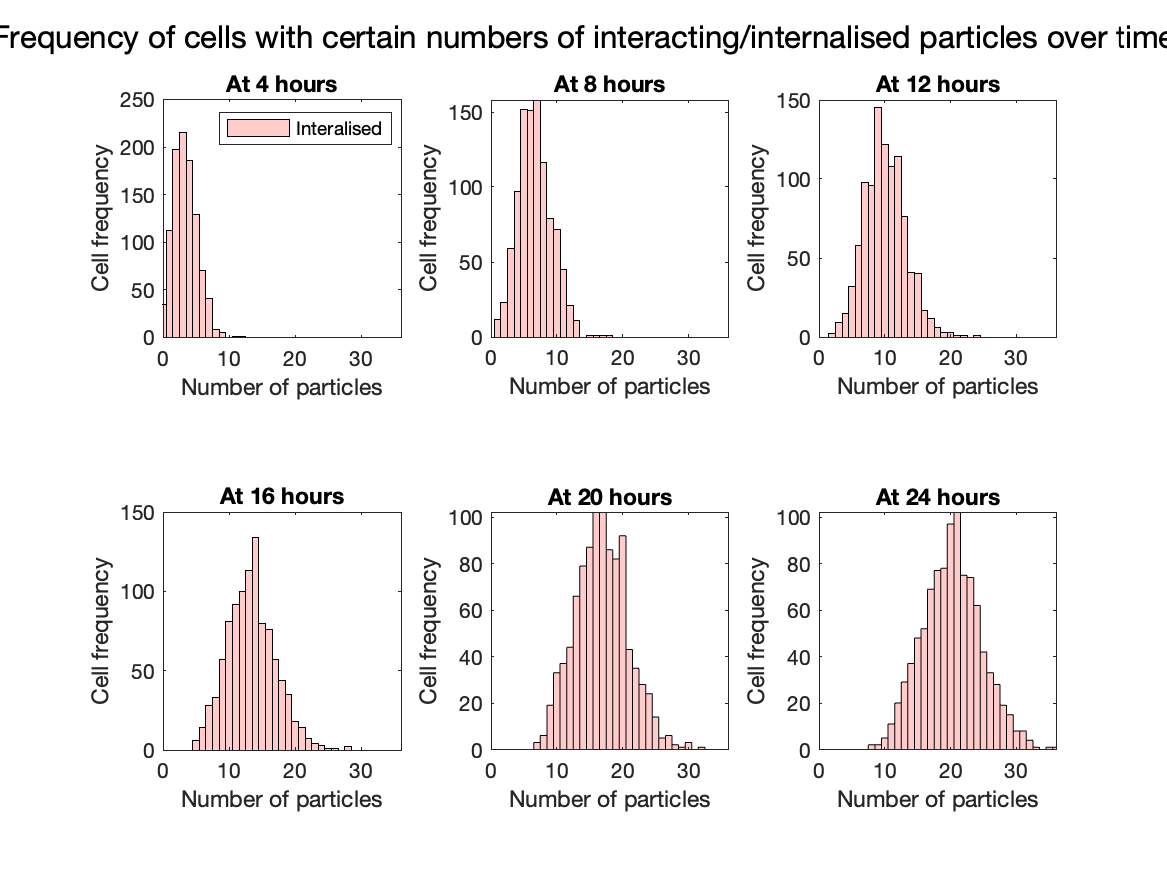 Frequency of cells with certain numbers of interacting/internalised particles over time
At 4 hours
At 8 hours
At 12 hours
250
200
150
100
50
0
Cell frequency
Interalised
0 10 20 30
Number of particles
150
100
50
0
Cell frequency
0 10 20 30
Number of particles
150
100
50
0
Cell frequency
0 10 20 30
Number of particles
At 16 hours
At 20 hours
At 24 hours
150
100
50
0
Cell frequency
0 10 20 30
Number of particles
100
80
60
40
20
0
Cell frequency
0 10 20 30
Number of particles
100
80
60
40
20
0
Cell frequency
0 10 20 30
Number of particles